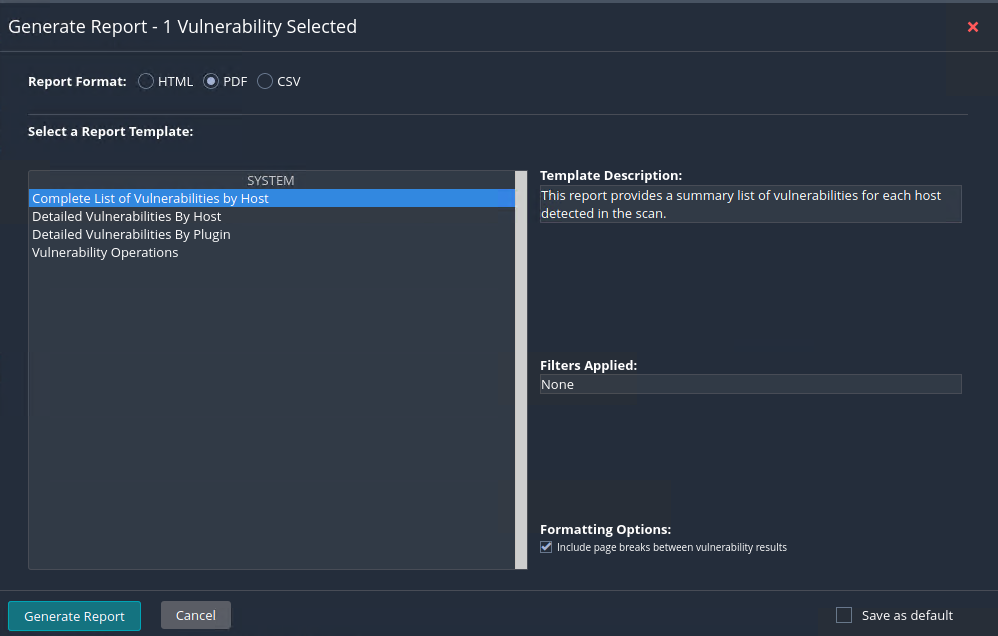 Generate Report - 1 Vulnerability Selected
Report Format: HTML PDF CSV
Select a Report Template:
SYSTEM
Complete List of Vulnerabilities by Host
Detailed Vulnerabilities By Host
Detailed Vulnerabilities By Plugin
Vulnerability Operations
Template Description:
This report provides a summary list of vulnerabilities for each host
detected in the scan.
Filters Applied:
None
Formatting Options:
Include page breaks between vulnerability results
Generate Report Cancel Save as default